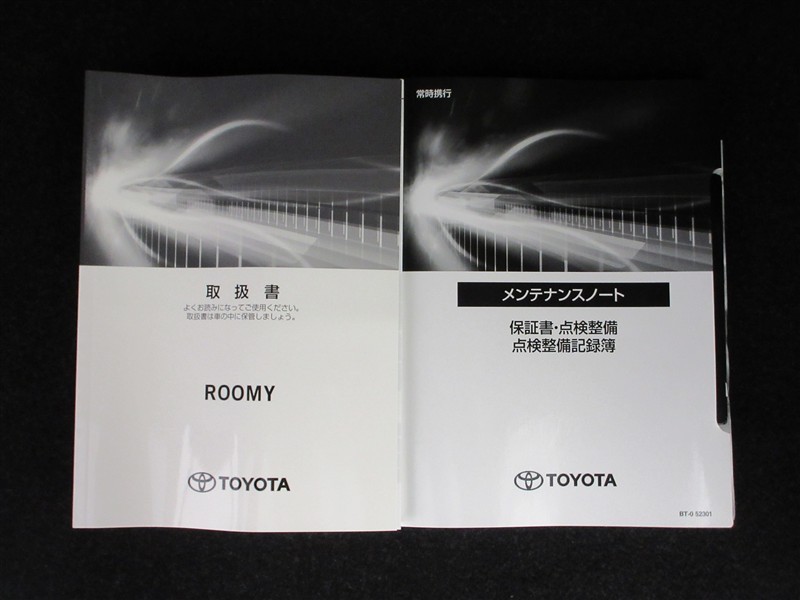 取扱書
よくお読みになってご使用ください。
取扱書は車の中に保管しましょう。
ROOMY
TOYOTA
常時携行
メンテナンスノート
保証書・点検整備
点検整備記録簿
TOYOTA
BT-0 52301